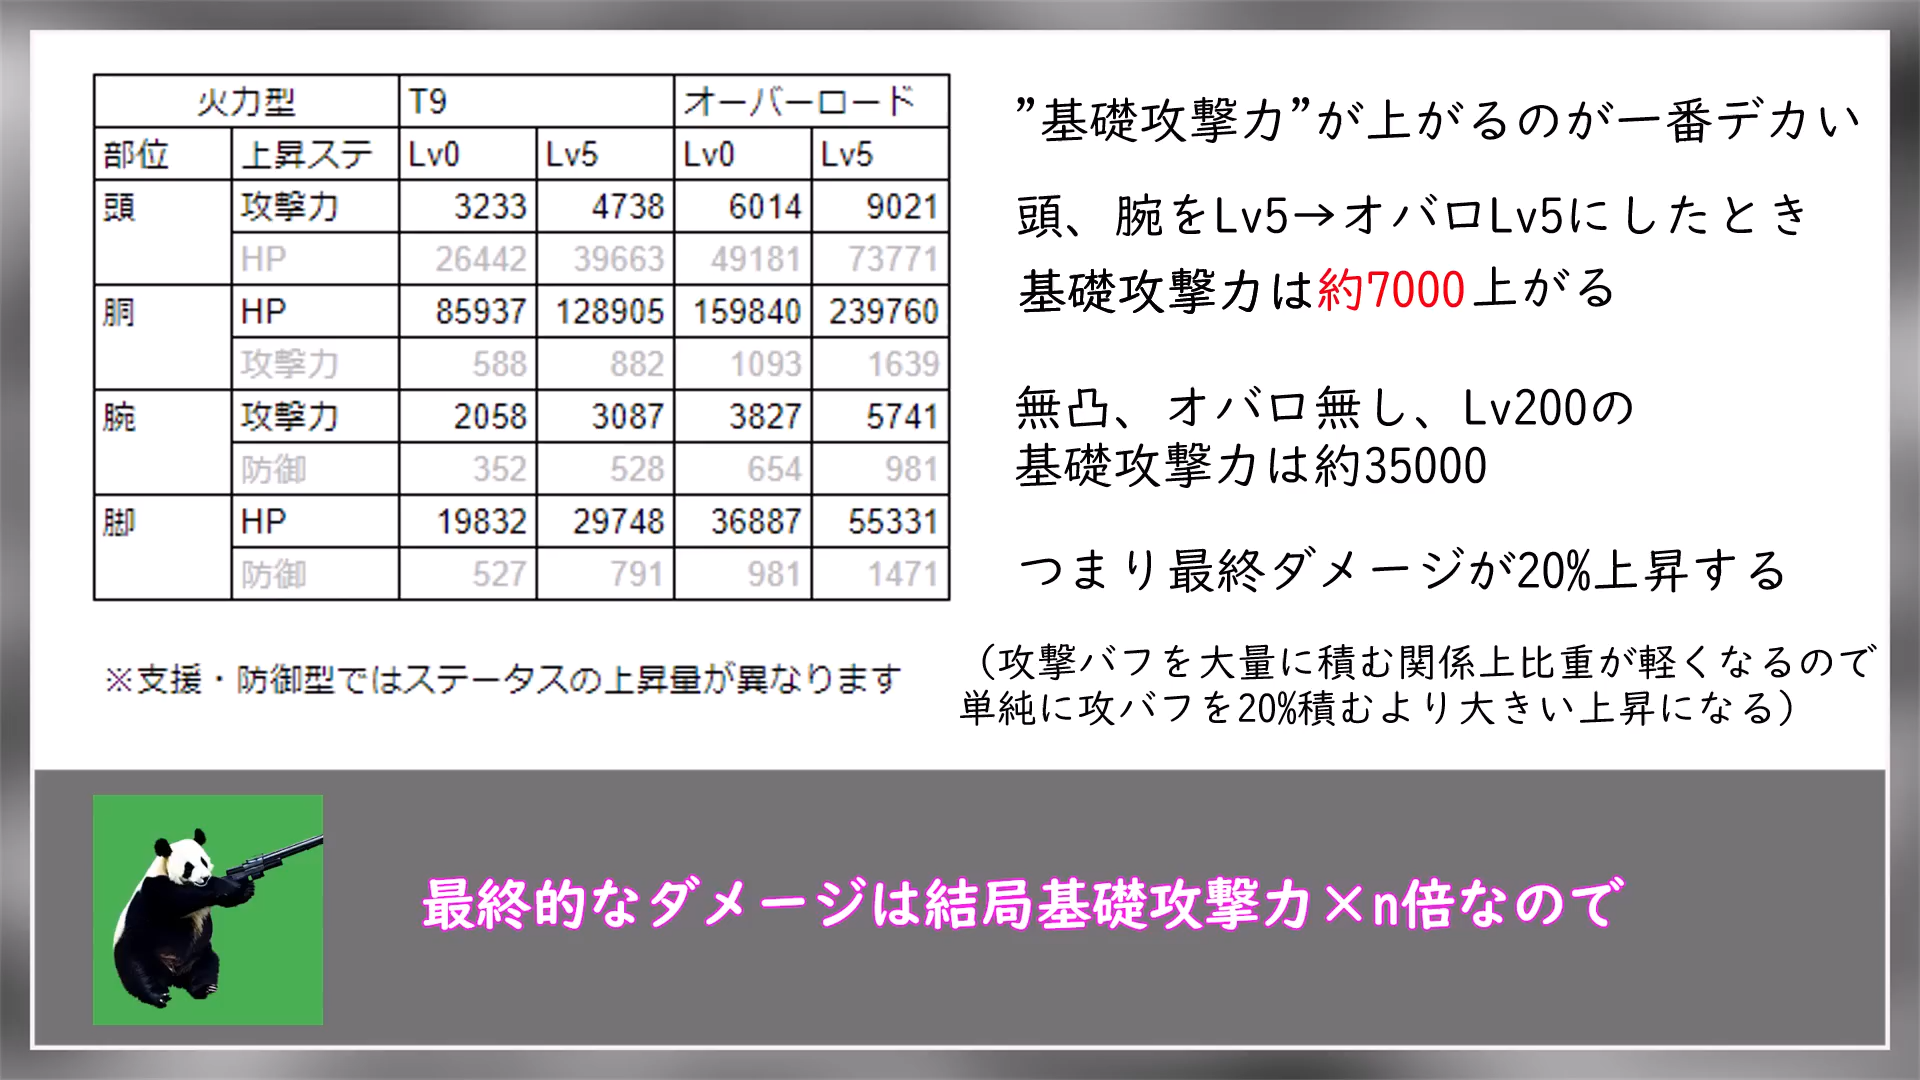 火力型 T9 オーバーロード
部位 上昇ステ Lv0 Lv5 Lv0 Lv5
頭 攻撃力 3233 4738 6014 9021
HP 26442 39663 49181 73771
胴 HP 85937 128905 159840 239760
攻撃力 588 882 1093 1639
腕 攻撃力 2058 3087 3827 5741
防御 352 528 654 981
脚 HP 19832 29748 36887 55331
防御 527 791 981 1471
※支援・防御型ではステータスの上昇量が異なります
”基礎攻撃力”が上がるのが一番デカい
頭、腕をLv5→オバロLv5にしたとき
基礎攻撃力は約7000上がる
無凸、オバロ無し、Lv200の
基礎攻撃力は約35000
つまり最終ダメージが20%上昇する
（攻撃バフを大量に積む関係上比重が軽くなるので
単純に攻バフを20%積むより大きい上昇になる）
最終的なダメージは結局基礎攻撃力×n倍なので